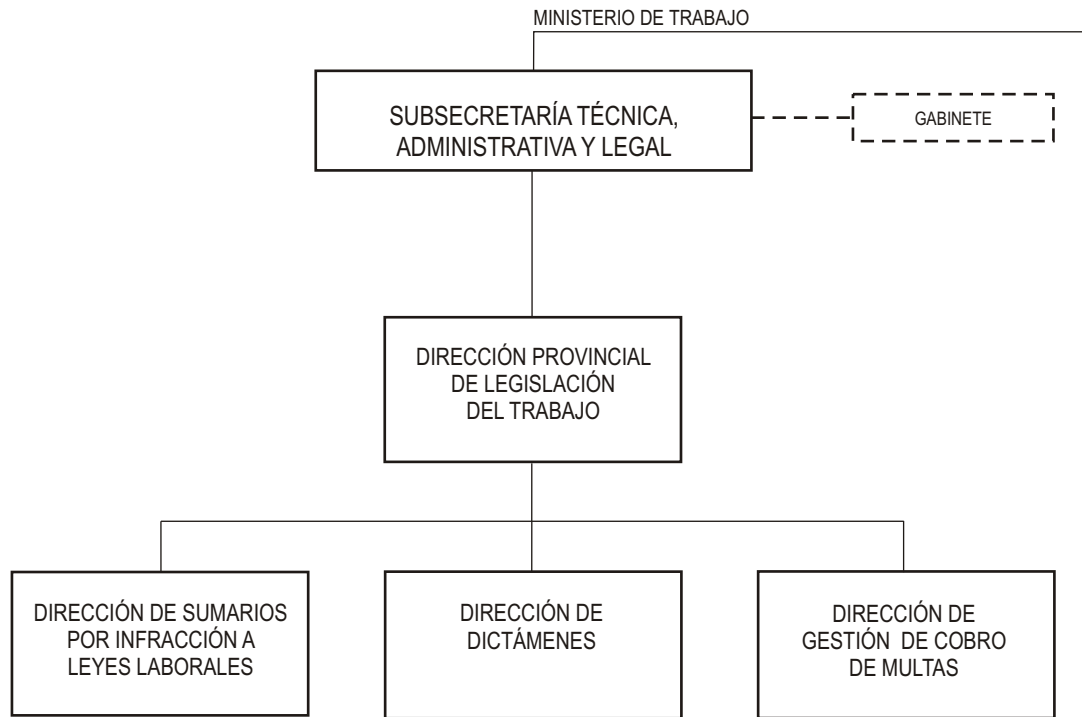 MINISTERIO DE TRABAJO
SUBSECRETARÍA TÉCNICA,
ADMINISTRATIVA Y LEGAL
GABINETE
DIRECCIÓN PROVINCIAL
DE LEGISLACIÓN
DEL TRABAJO
DIRECCIÓN DE SUMARIOS
POR INFRACCIÓN A
LEYES LABORALES
DIRECCIÓN DE
DICTÁMENES
DIRECCIÓN DE
GESTIÓN DE COBRO
DE MULTAS